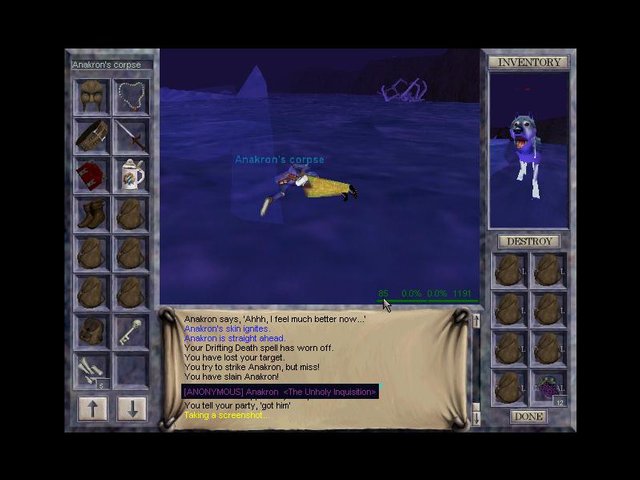 Anakron's corpse
INVENTORY
Anakron's corpse
DESTROY
85 0.0% 0.0% 1191
Anakron says, 'Ahhh, I feel much better now...'
Anakron's skin ignites.
Anakron is straight ahead.
Your Drifting Death spell has worn off.
You have lost your target.
You try to strike Anakron, but miss!
You have slain Anakron!
[ANONYMOUS] Anakron <The Unholy Inquisition>
You tell your party, 'got him'
Taking a screenshot...
5
12
DONE